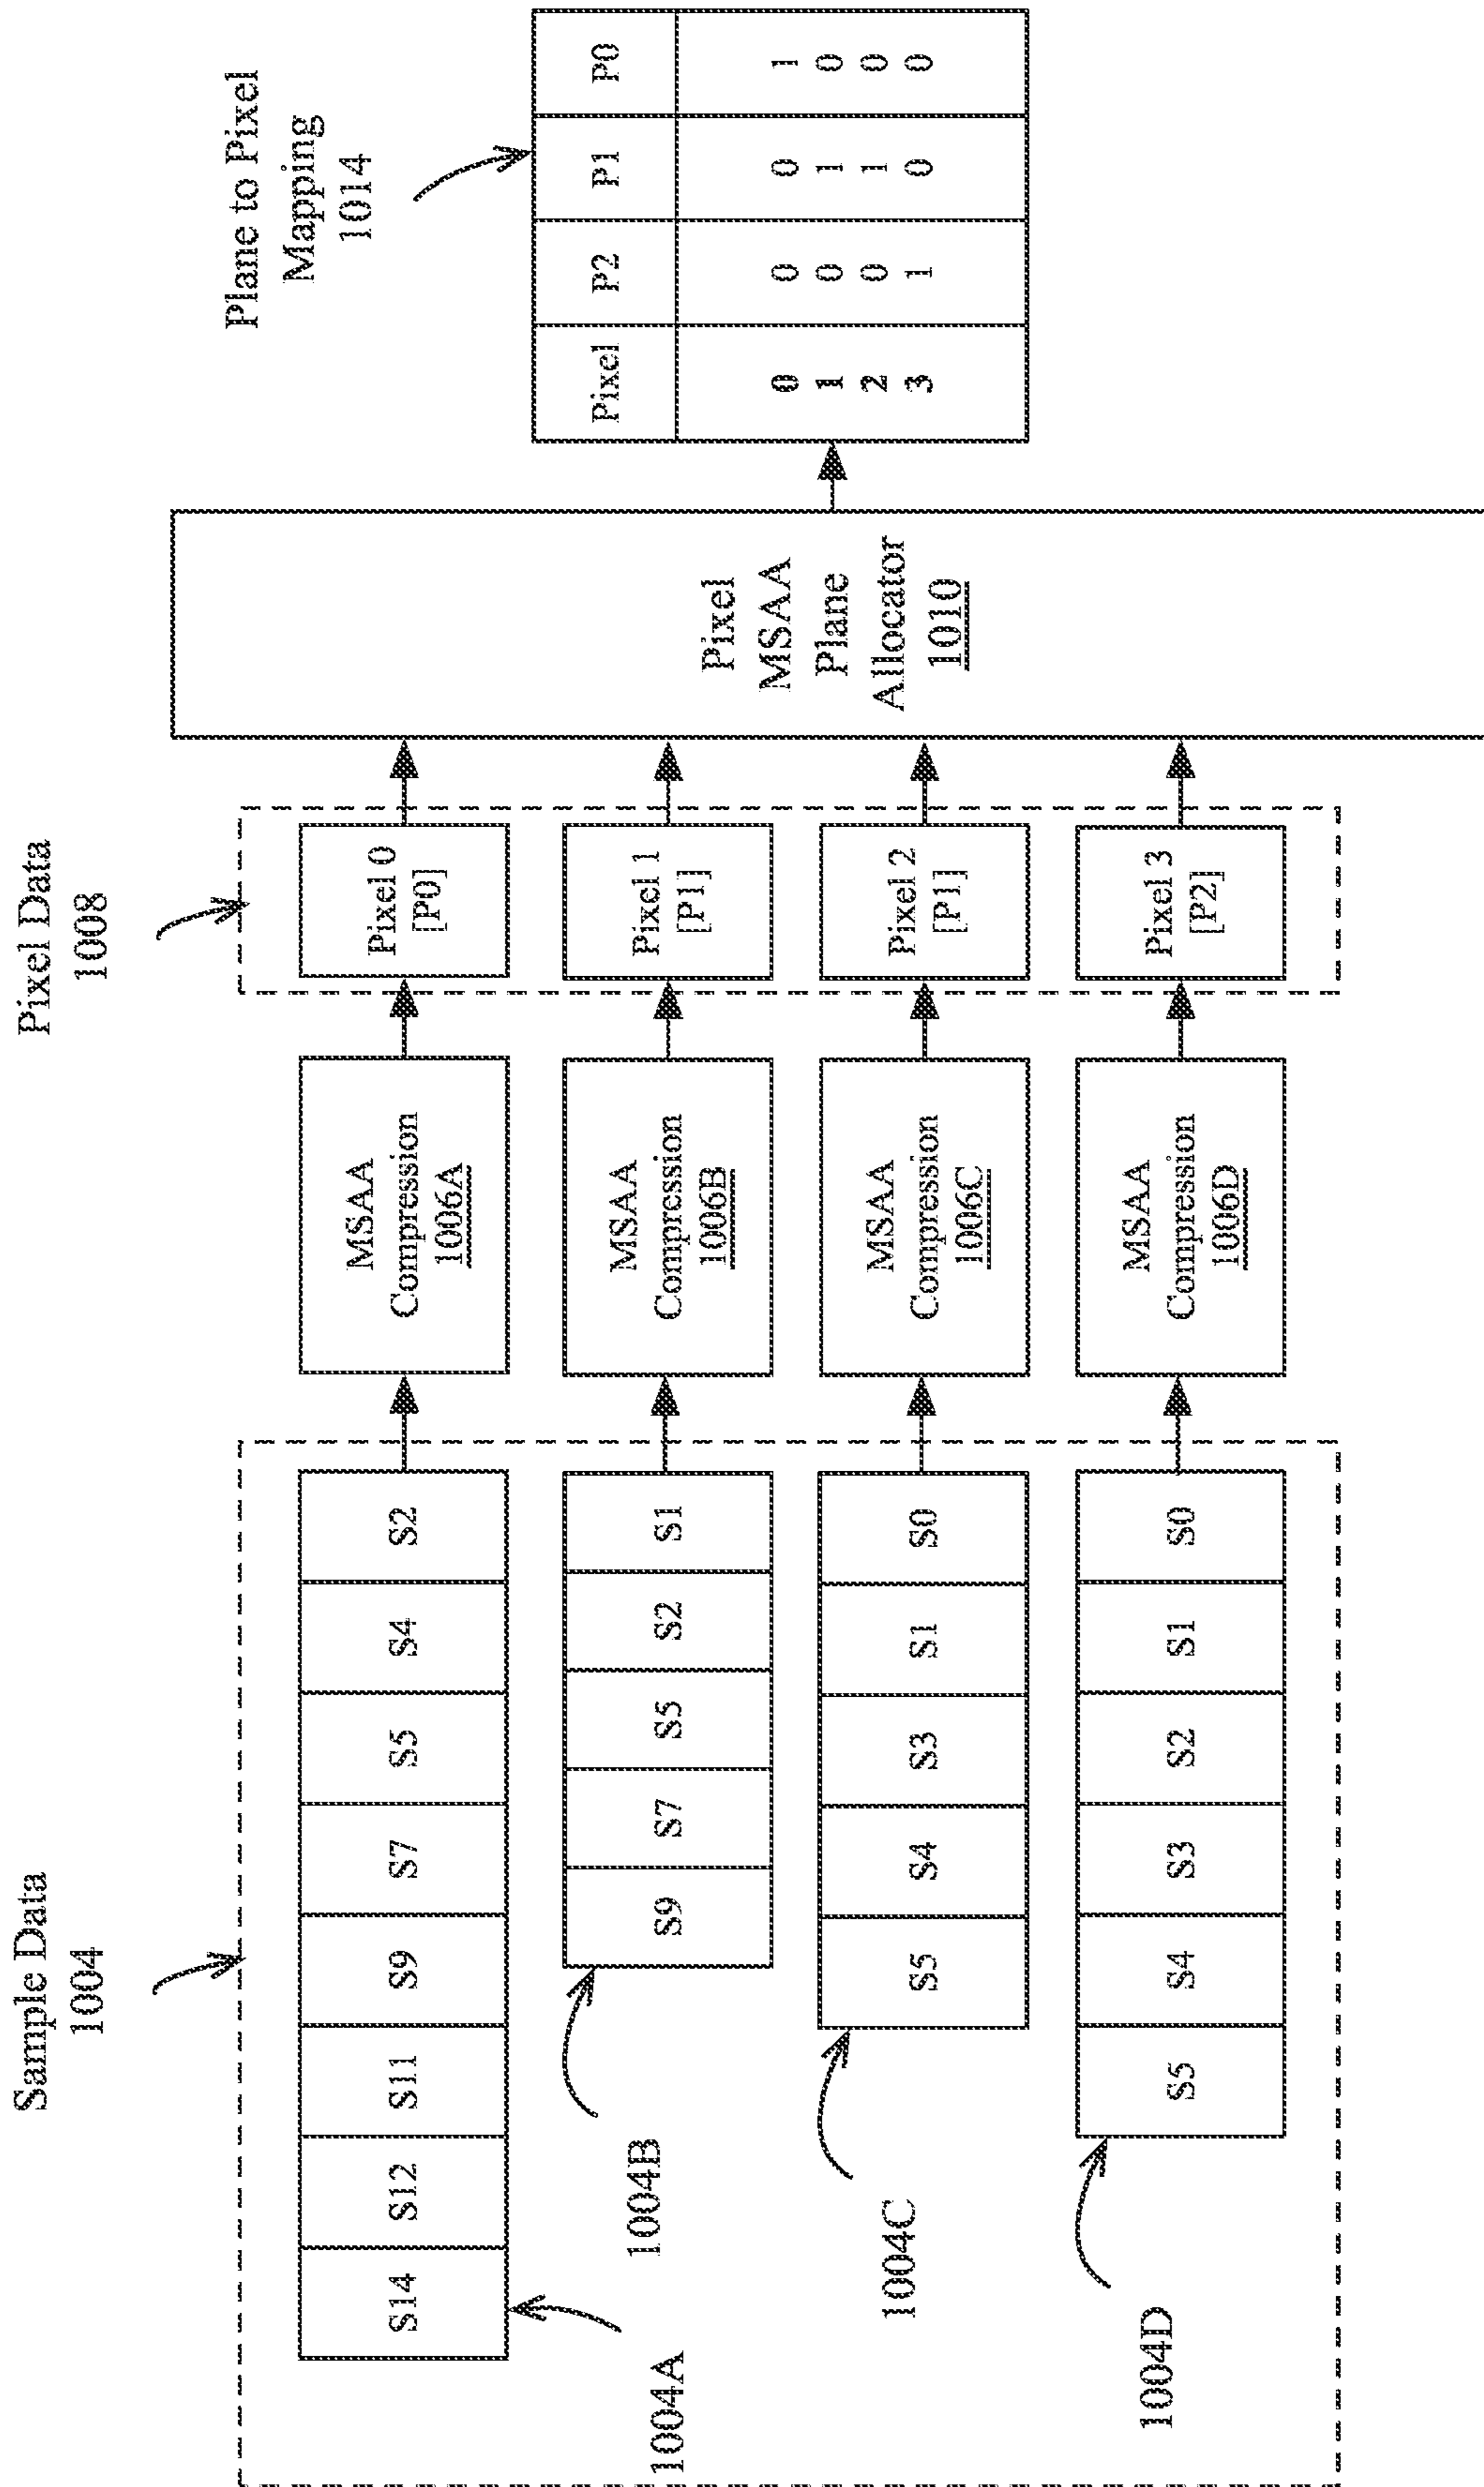 Sample Data
1004
Pixel Data
1008
Plane to Pixel
Mapping
1014
S14 S12 S11 S9 S7 S5 S4 S2
1004A
MSAA
Compression
1006A
Pixel 0
[P0]
S9 S7 S5 S2 S1
1004B
MSAA
Compression
1006B
Pixel 1
[P1]
S5 S4 S3 S1 S0
1004C
MSAA
Compression
1006C
Pixel 2
[P1]
S5 S4 S3 S2 S1 S0
1004D
MSAA
Compression
1006D
Pixel 3
[P2]
Pixel
MSAA
Plane
Allocator
1010
Pixel P2 P1 P0
0 0 0 1
1 0 1 0
2 0 1 0
3 1 0 0